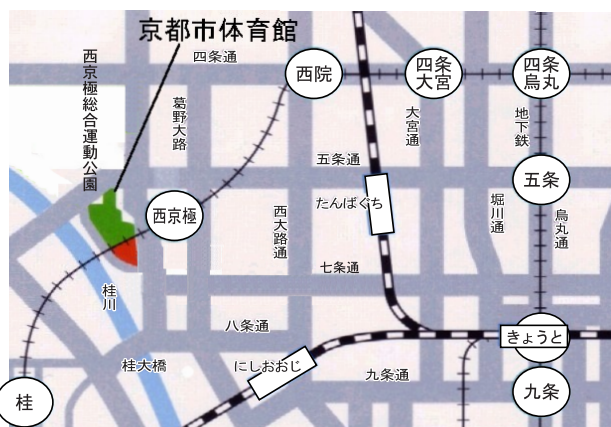 京都市体育館
四条通
西院
四条
大宮
四条
烏丸
西京極総合運動公園
葛野大路
大宮通
地下鉄
五条通
五条
西京極
たんばぐち
西大路通
堀川通
烏丸通
七条通
桂川
八条通
きょうと
桂大橋
にしおおじ
九条通
九条
桂